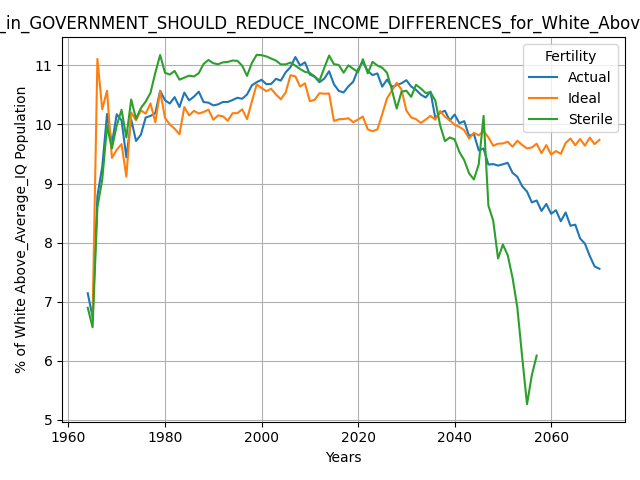 _in_GOVERNMENT_SHOULD_REDUCE_INCOME_DIFFERENCES_for_White_Abov
% of White Above_Average_IQ Population
11
10
9
8
7
6
5
Fertility
Actual
Ideal
Sterile
1960
1980
2000
2020
2040
2060
Years